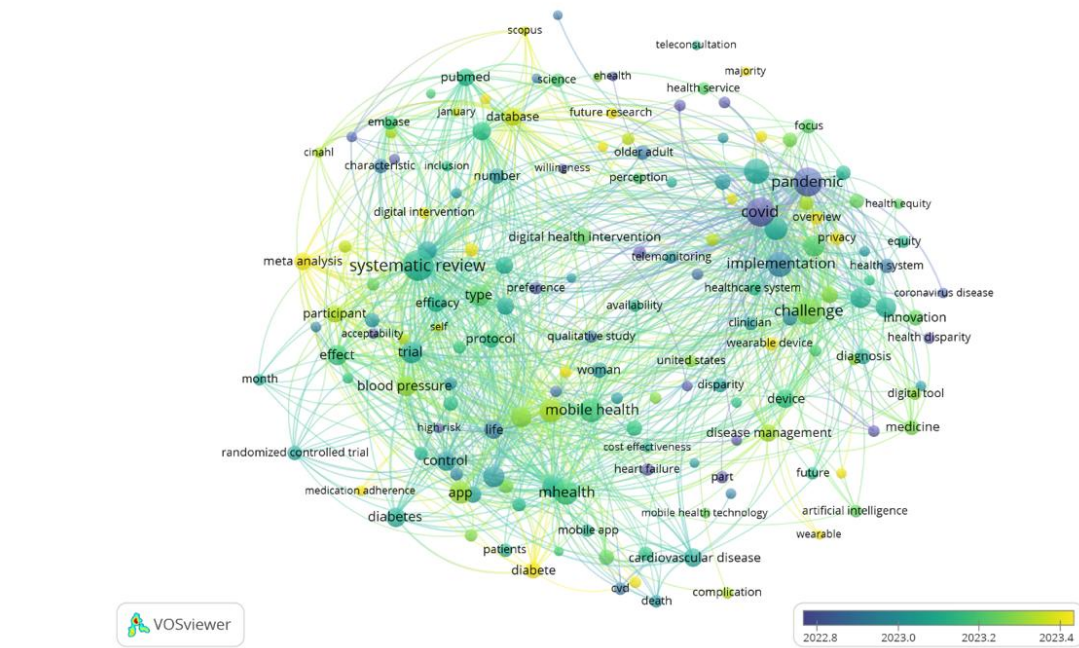 scopus
teleconsultation
majority
pubmed
science
ehealth
health service
january
database
future research
embase
focus
cinahl
older adult
characteristic
inclusion
willingness
number
perception
pandemic
health equity
digital intervention
covid
overview
digital health intervention
privacy
equity
meta analysis
systematic review
telemonitoring
implementation
health system
preference
healthcare system
coronavirus disease
efficacy
type
availability
participant
challenge
innovation
self
clinician
acceptability
protocol
qualitative study
health disparity
wearable device
effect
trial
united states
diagnosis
month
blood pressure
woman
disparity
device
digital tool
mobile health
high risk
life
disease management
medicine
cost effectiveness
randomized controlled trial
control
heart failure
part
future
medication adherence
app
mhealth
diabetes
mobile health technology
artificial intelligence
mobile app
wearable
patients
cardiovascular disease
diabete
cvd
death
complication
VOSviewer
2022.8 2023.0 2023.2 2023.4